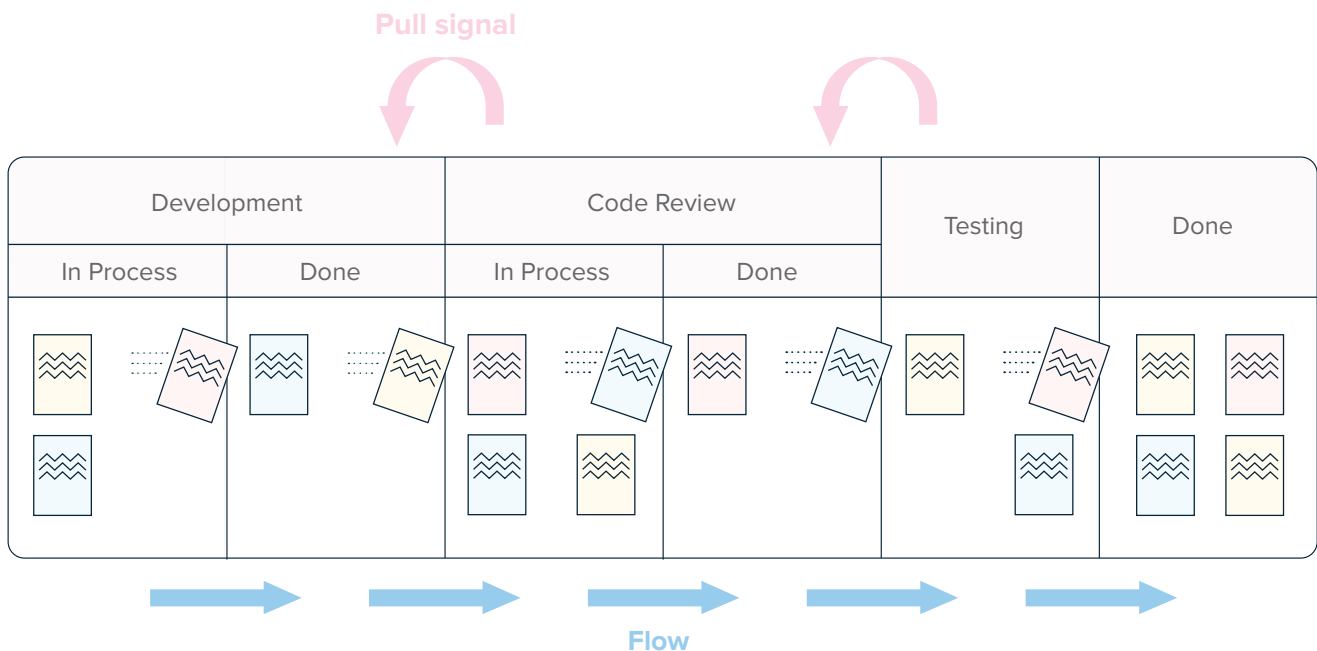 Pull signal
Development
Code Review
Testing
Done
In Process
Done
In Process
Done
Flow